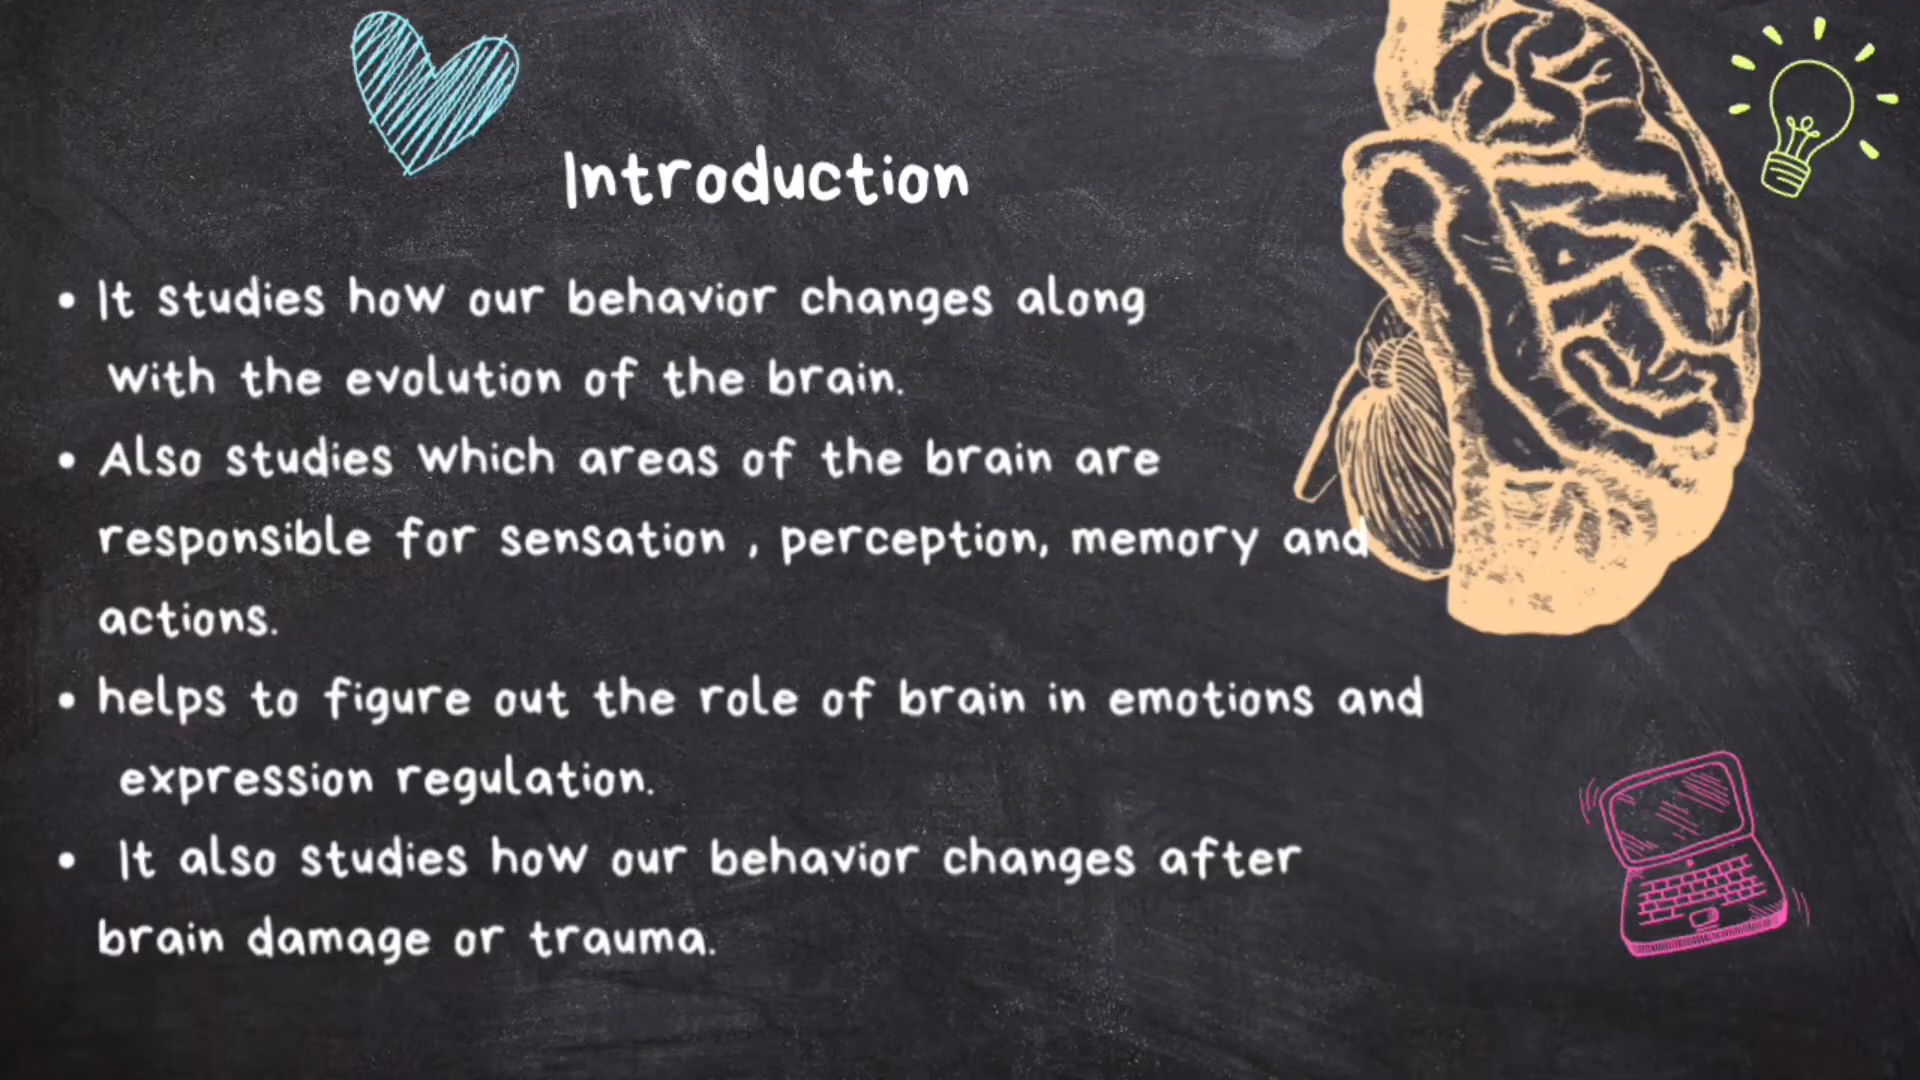 Introduction
• It studies how our behavior changes along
with the evolution of the brain.
• Also studies which areas of the brain are
responsible for sensation , perception, memory and
actions.
• helps to figure out the role of brain in emotions and
expression regulation.
• It also studies how our behavior changes after
brain damage or trauma.